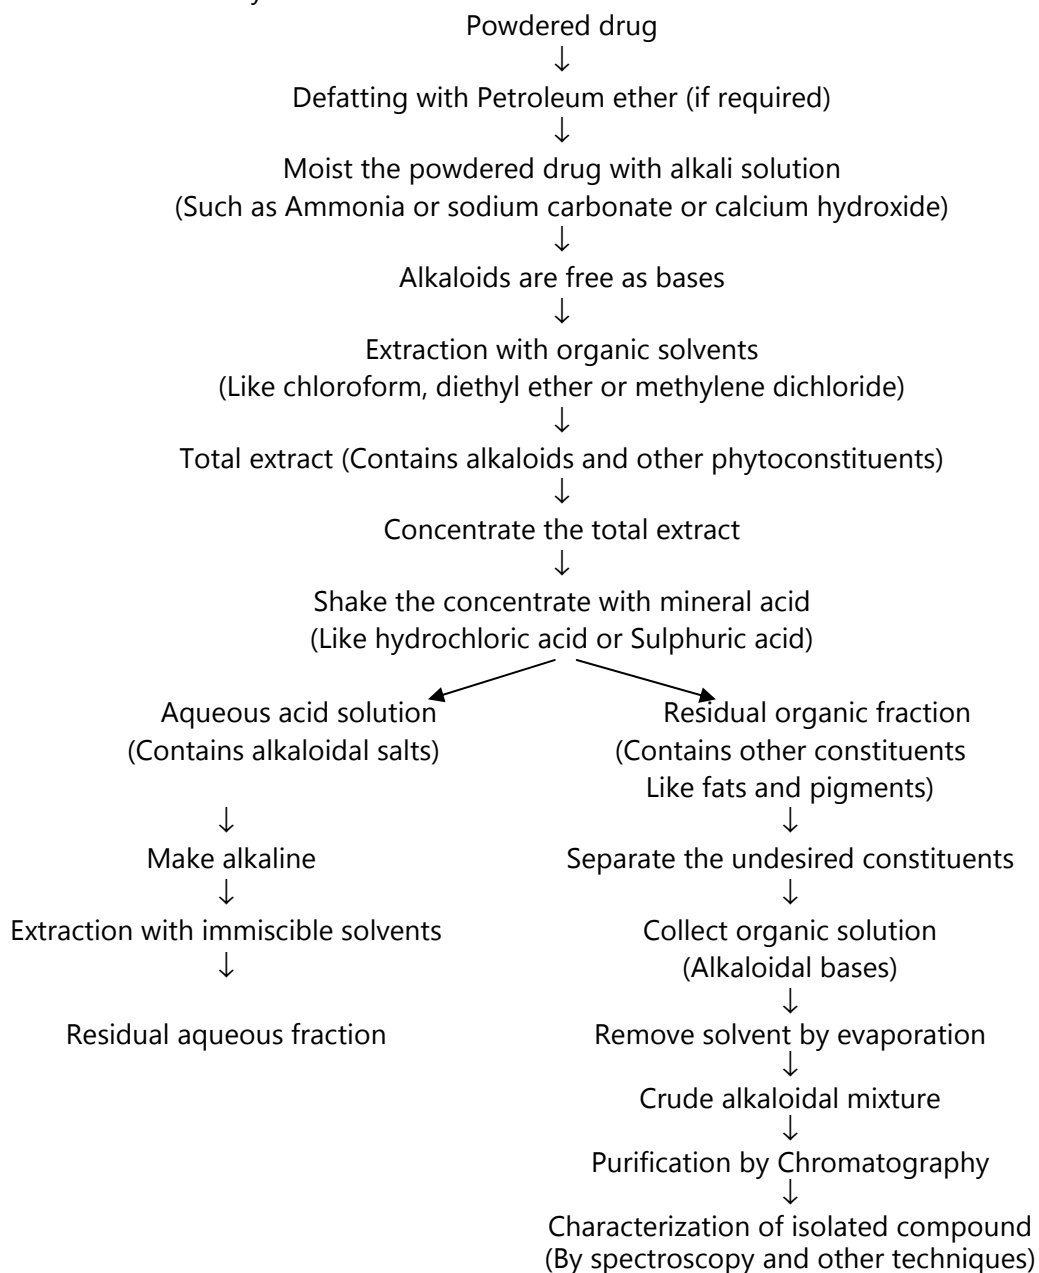 Powdered drug
↓
Defatting with Petroleum ether (if required)
↓
Moist the powdered drug with alkali solution
(Such as Ammonia or sodium carbonate or calcium hydroxide)
↓
Alkaloids are free as bases
↓
Extraction with organic solvents
(Like chloroform, diethyl ether or methylene dichloride)
↓
Total extract (Contains alkaloids and other phytoconstituents)
↓
Concentrate the total extract
↓
Shake the concentrate with mineral acid
(Like hydrochloric acid or Sulphuric acid)
Aqueous acid solution
(Contains alkaloidal salts)
↓
Make alkaline
↓
Extraction with immiscible solvents
↓
Residual aqueous fraction
Residual organic fraction
(Contains other constituents
Like fats and pigments)
↓
Separate the undesired constituents
↓
Collect organic solution
(Alkaloidal bases)
↓
Remove solvent by evaporation
↓
Crude alkaloidal mixture
↓
Purification by Chromatography
↓
Characterization of isolated compound
(By spectroscopy and other techniques)